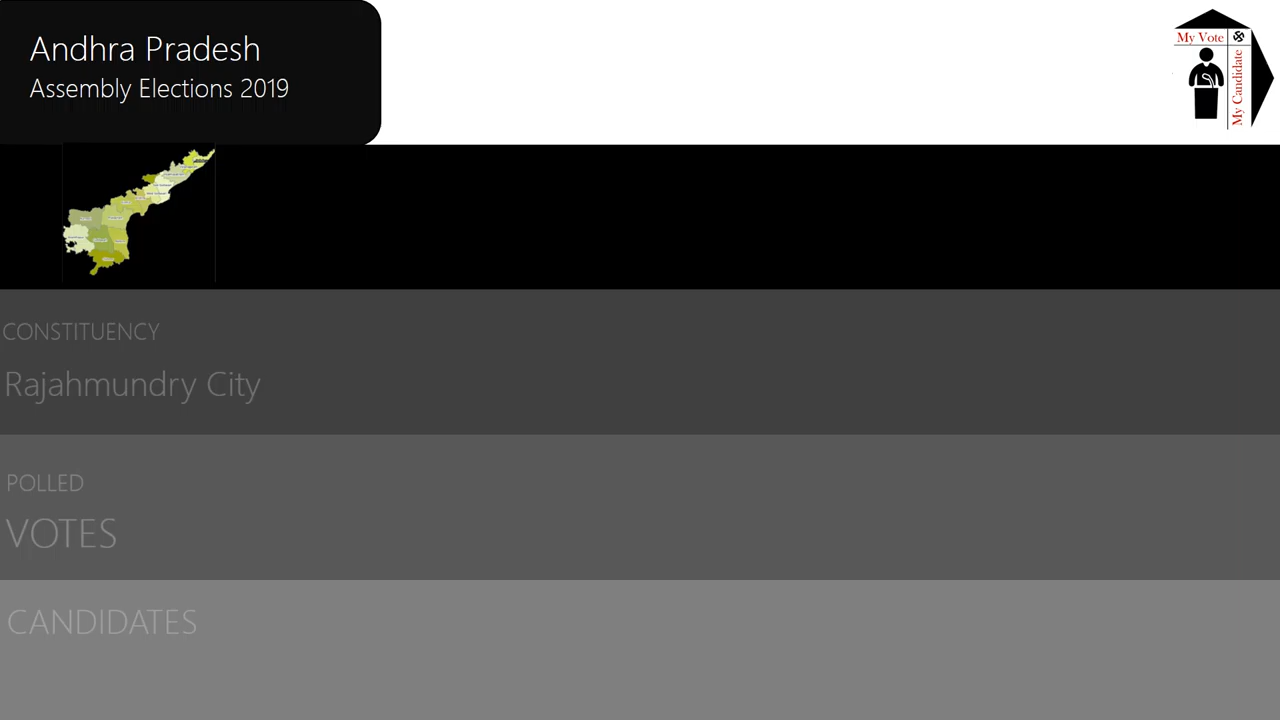 Andhra Pradesh
Assembly Elections 2019
My Vote
My Candidate
CONSTITUENCY
Rajahmundry City
POLLED
VOTES
CANDIDATES